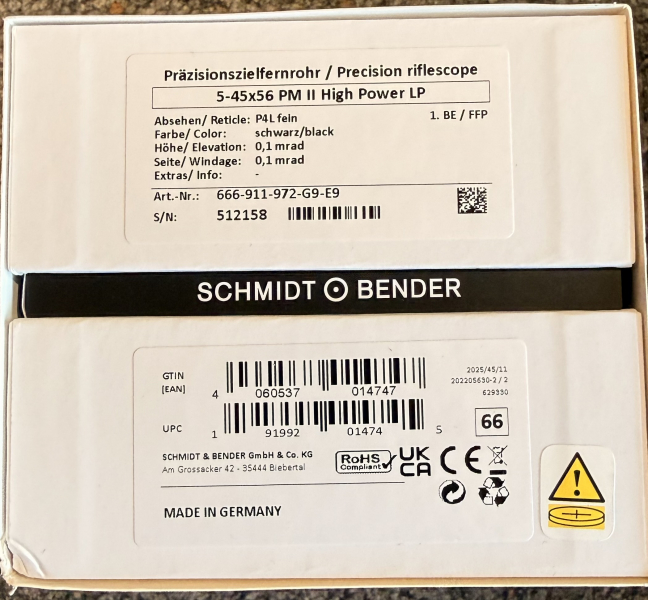 Präzisionszielfernrohr / Precision riflescope
5-45x56 PM II High Power LP
Absehen/ Reticle: P4L fein 1. BE / FFP
Farbe/ Color: schwarz/black
Höhe/ Elevation: 0,1 mrad
Seite/ Windage: 0,1 mrad
Extras/ Info: -
Art.-Nr.: 666-911-972-G9-E9
S/N: 512158
SCHMIDT BENDER
GTIN
[EAN]
4 060537 014747
2025/45/11
202205630-2 / 2
629330
UPC
1 91992 01474 5
66
SCHMIDT & BENDER GmbH & Co. KG
Am Grossacker 42 - 35444 Biebertal
RoHS
Compliant
UK
CA
CE
MADE IN GERMANY